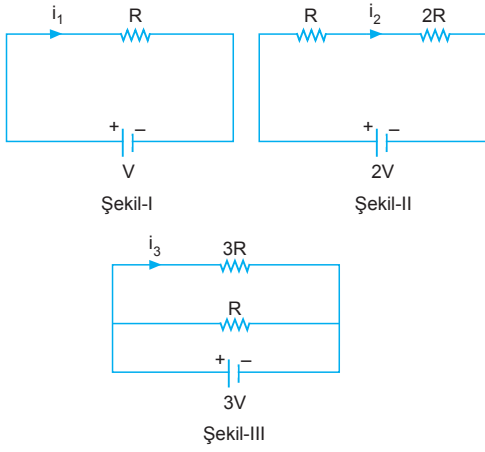 i₁ R
+ –
V
Şekil-I
R i₂ 2R
+ –
2V
Şekil-II
i₃ 3R
R
+ –
3V
Şekil-III